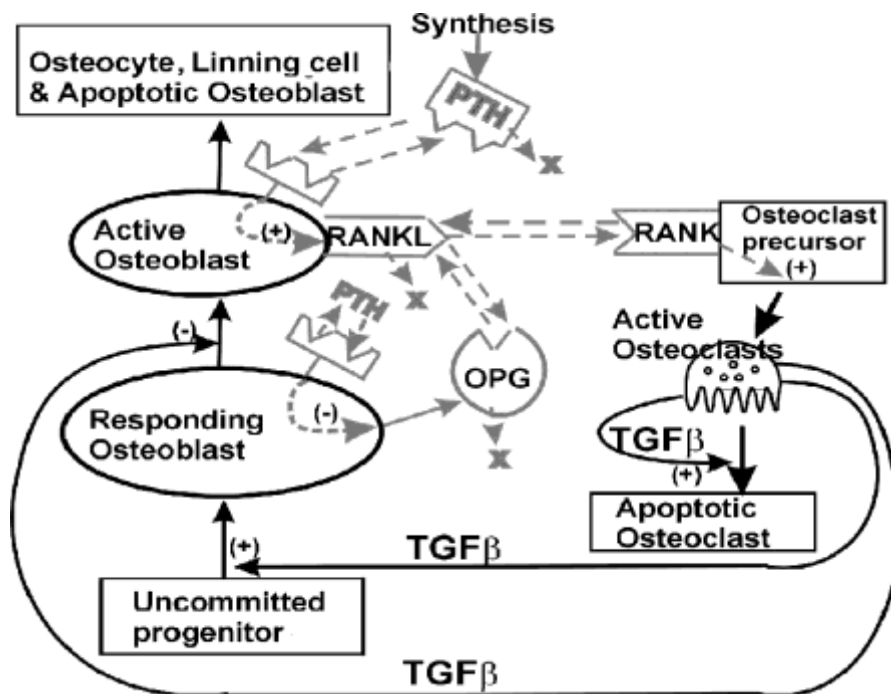 Synthesis
Osteocyte, Linning cell
& Apoptotic Osteoblast
PTH
X
Active
Osteoblast
(+)
RANKL
X
RANK
Osteoclast
precursor
(+)
(-)
PTH
Active
Osteoclasts
OPG
X
Responding
Osteoblast
(-)
TGFβ
(+)
Apoptotic
Osteoclast
(+)
TGFβ
Uncommitted
progenitor
TGFβ